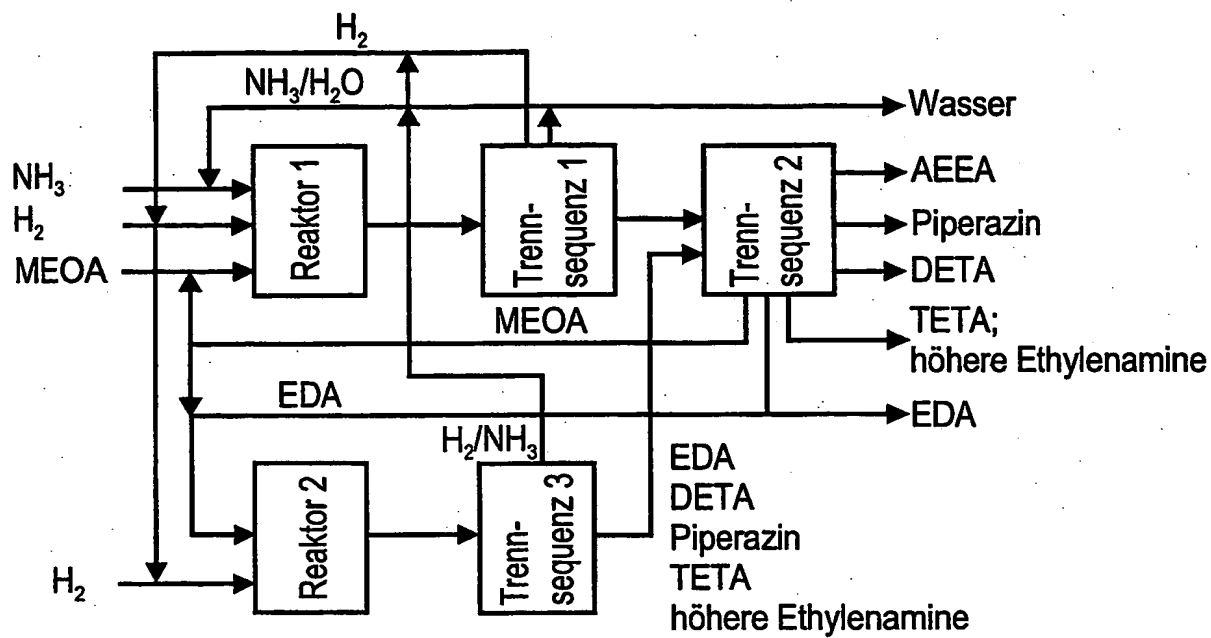 H₂
NH₃/H₂O
Wasser
NH₃
H₂
MEOA
Reaktor 1
Trenn-
sequenz 1
Trenn-
sequenz 2
AEEA
Piperazin
DETA
TETA;
höhere Ethylenamine
MEOA
EDA
EDA
H₂/NH₃
H₂
Reaktor 2
Trenn-
sequenz 3
EDA
DETA
Piperazin
TETA
höhere Ethylenamine